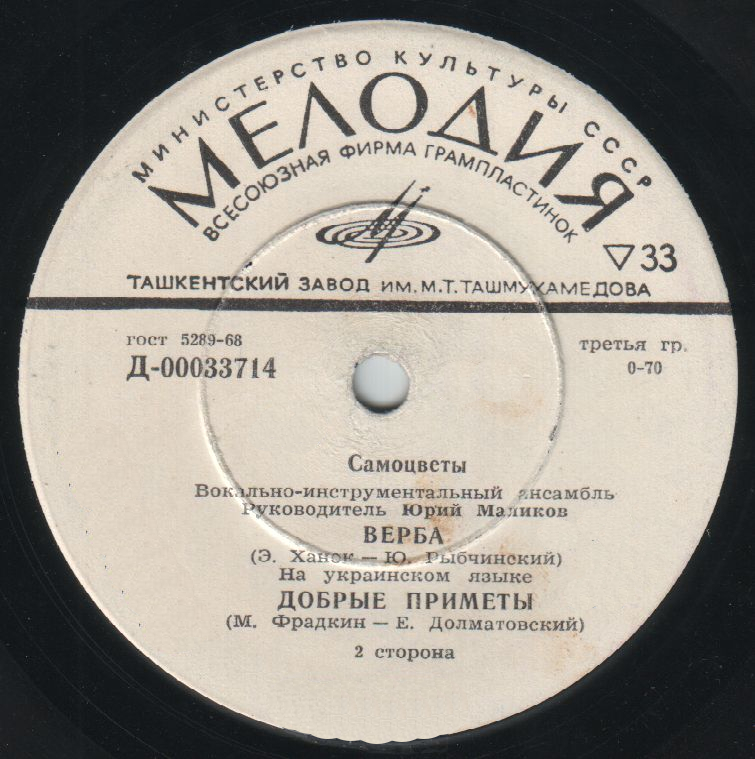 МИНИСТЕРСТВО КУЛЬТУРЫ СССР
МЕЛОДИЯ
ВСЕСОЮЗНАЯ ФИРМА ГРАМПЛАСТИНОК
▽33
ТАШКЕНТСКИЙ ЗАВОД ИМ. М.Т. ТАШМУХАМЕДОВА
гост 5289-68
третья гр.
Д-00033714
0-70
Самоцветы
Вокально-инструментальный ансамбль
Руководитель Юрий Маликов
ВЕРБА
(Э. Ханок — Ю. Рыбчинский)
На украинском языке
ДОБРЫЕ ПРИМЕТЫ
(М. Фрадкин — Е. Долматовский)
2 сторона